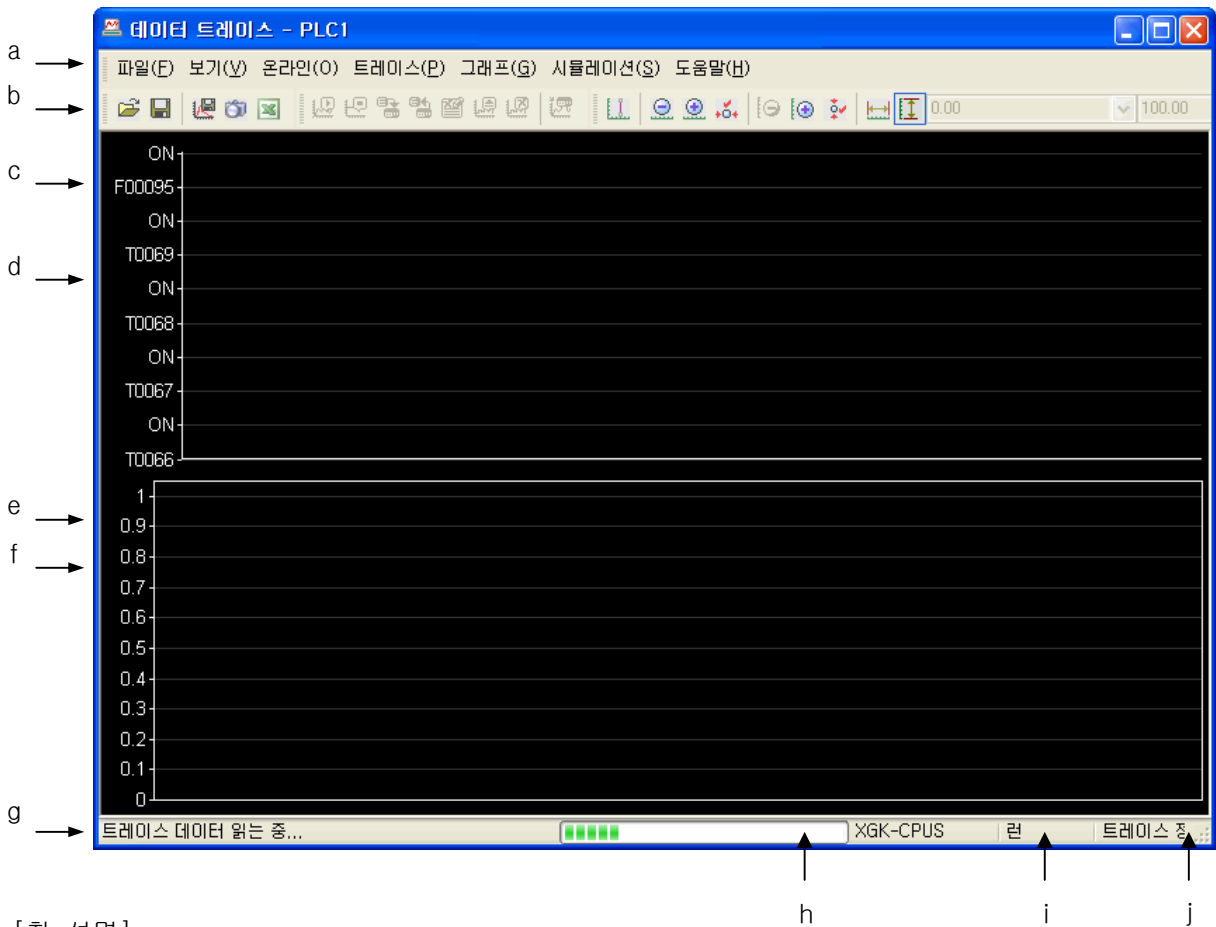 데이터 트레이스 - PLC1
a
파일(F) 보기(V) 온라인(O) 트레이스(P) 그래프(G) 시뮬레이션(S) 도움말(H)
b
0.00 100.00
ON
c
F00095
ON
T0069
d
ON
T0068
ON
T0067
ON
T0066
1
e
0.9
f
0.8
0.7
0.6
0.5
0.4
0.3
0.2
0.1
0
g
트레이스 데이터 읽는 중... XGK-CPUS 런 트레이스
h i j